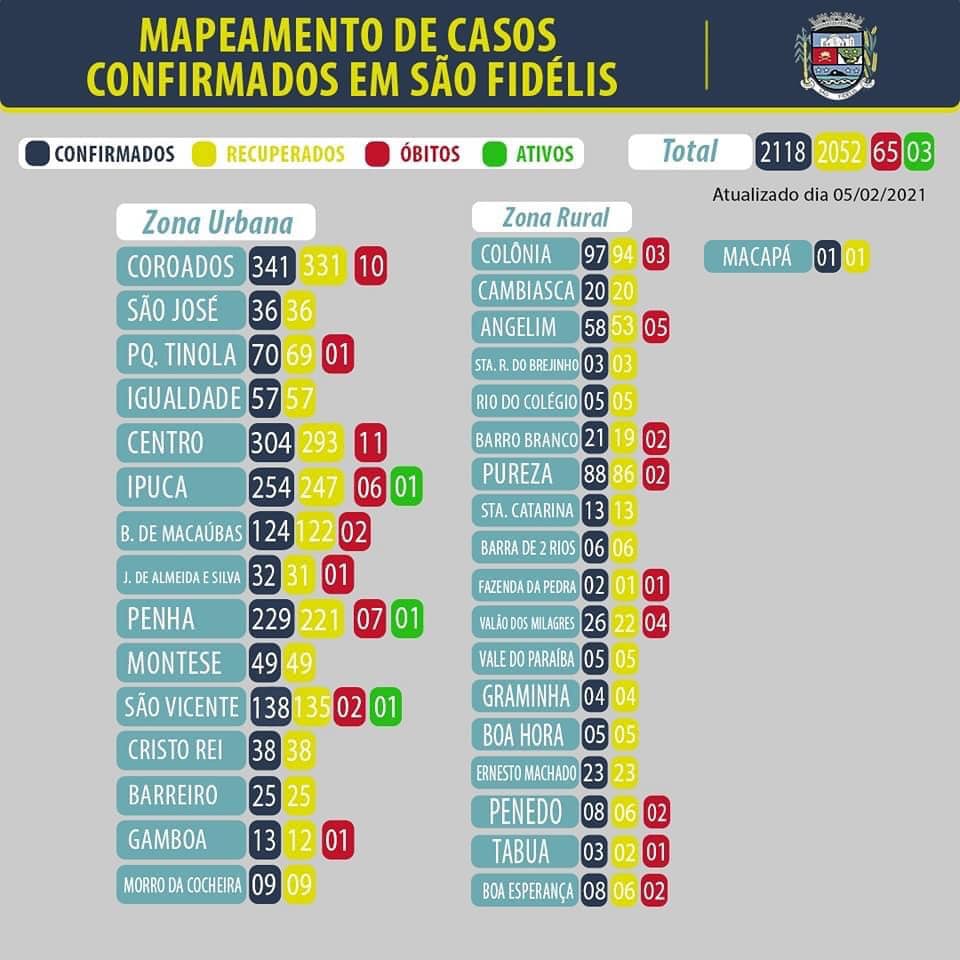 MAPEAMENTO DE CASOS
CONFIRMADOS EM SÃO FIDÉLIS
CONFIRMADOS RECUPERADOS ÓBITOS ATIVOS
Total 2118 2052 65 03
Atualizado dia 05/02/2021
Zona Urbana
COROADOS 341 331 10
SÃO JOSÉ 36 36
PQ. TINOLA 70 69 01
IGUALDADE 57 57
CENTRO 304 293 11
IPUCA 254 247 06 01
B. DE MACAÚBAS 124 122 02
J. DE ALMEIDA E SILVA 32 31 01
PENHA 229 221 07 01
MONTESE 49 49
SÃO VICENTE 138 135 02 01
CRISTO REI 38 38
BARREIRO 25 25
GAMBOA 13 12 01
MORRO DA COCHEIRA 09 09
Zona Rural
COLÔNIA 97 94 03
CAMBIASCA 20 20
ANGELIM 58 53 05
STA. R. DO BREJINHO 03 03
RIO DO COLÉGIO 05 05
BARRO BRANCO 21 19 02
PUREZA 88 86 02
STA. CATARINA 13 13
BARRA DE 2 RIOS 06 06
FAZENDA DA PEDRA 02 01 01
VALÃO DOS MILAGRES 26 22 04
VALE DO PARAÍBA 05 05
GRAMINHA 04 04
BOA HORA 05 05
ERNESTO MACHADO 23 23
PENEDO 08 06 02
TABUA 03 02 01
BOA ESPERANÇA 08 06 02
MACAPÁ 01 01